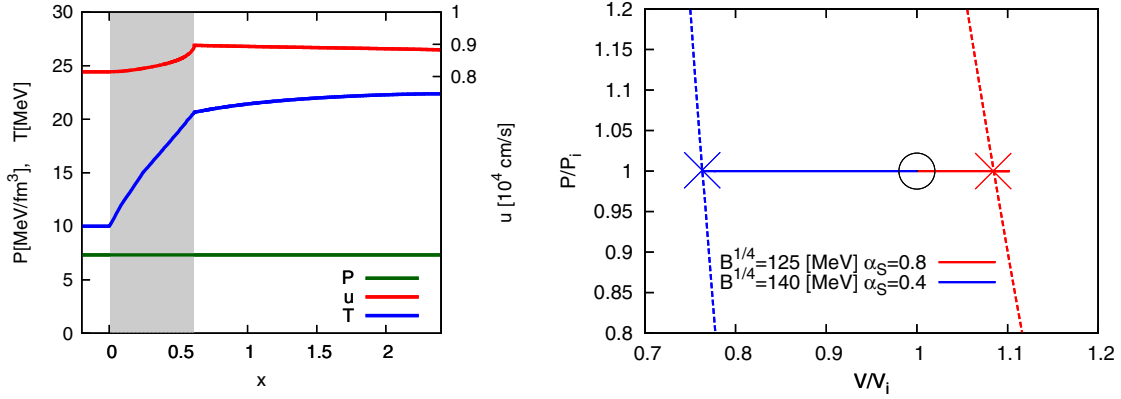 P[MeV/fm³], T[MeV]
30
25
20
15
10
5
0
0 0.5 1 1.5 2
x
1
0.9
0.8
u [10⁴ cm/s]
P
u
T
P/Pᵢ
1.2
1.15
1.1
1.05
1
0.95
0.9
0.85
0.8
B^1/4=125 [MeV] α_S=0.8
B^1/4=140 [MeV] α_S=0.4
0.7 0.8 0.9 1 1.1 1.2
V/Vᵢ